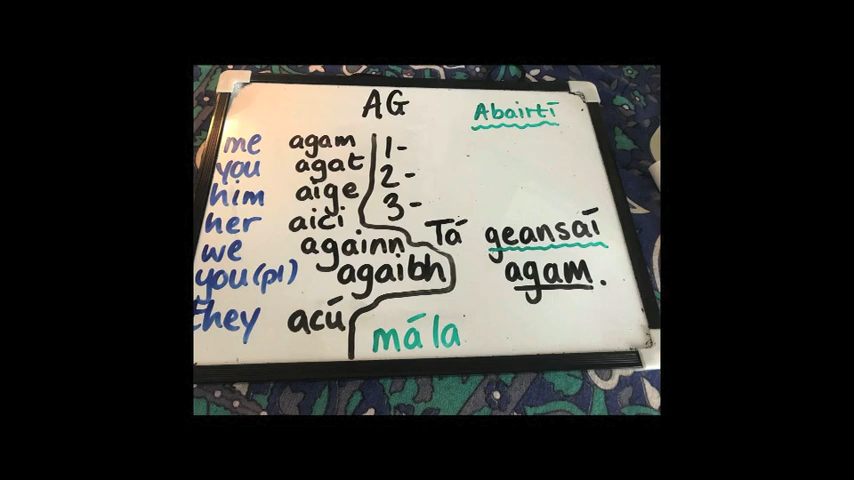 AG
Abairtí
me agam 1-
you agat 2-
him aige 3-
her aici
we againn
you(pl) agaibh
they acú
Tá geansaí
agam.
mála